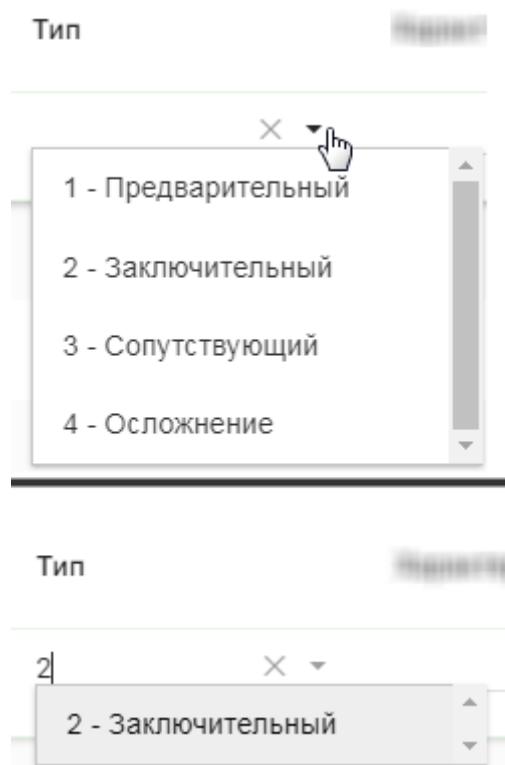 Тип
1 - Предварительный
2 - Заключительный
3 - Сопутствующий
4 - Осложнение
Тип
2
2 - Заключительный